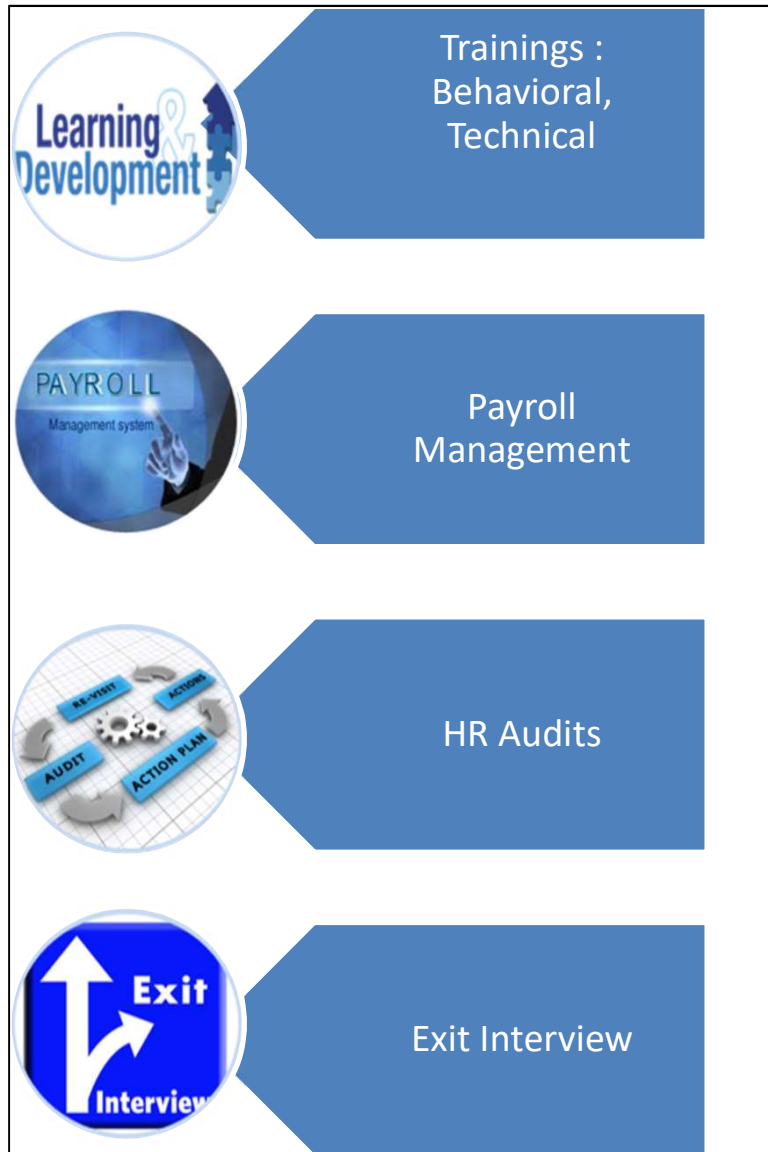 Learning &
Development
Trainings :
Behavioral,
Technical
PAYROLL
Management system
Payroll
Management
RE-VISIT
ACTIONS
AUDIT
ACTION PLAN
HR Audits
Exit
Interview
Exit Interview